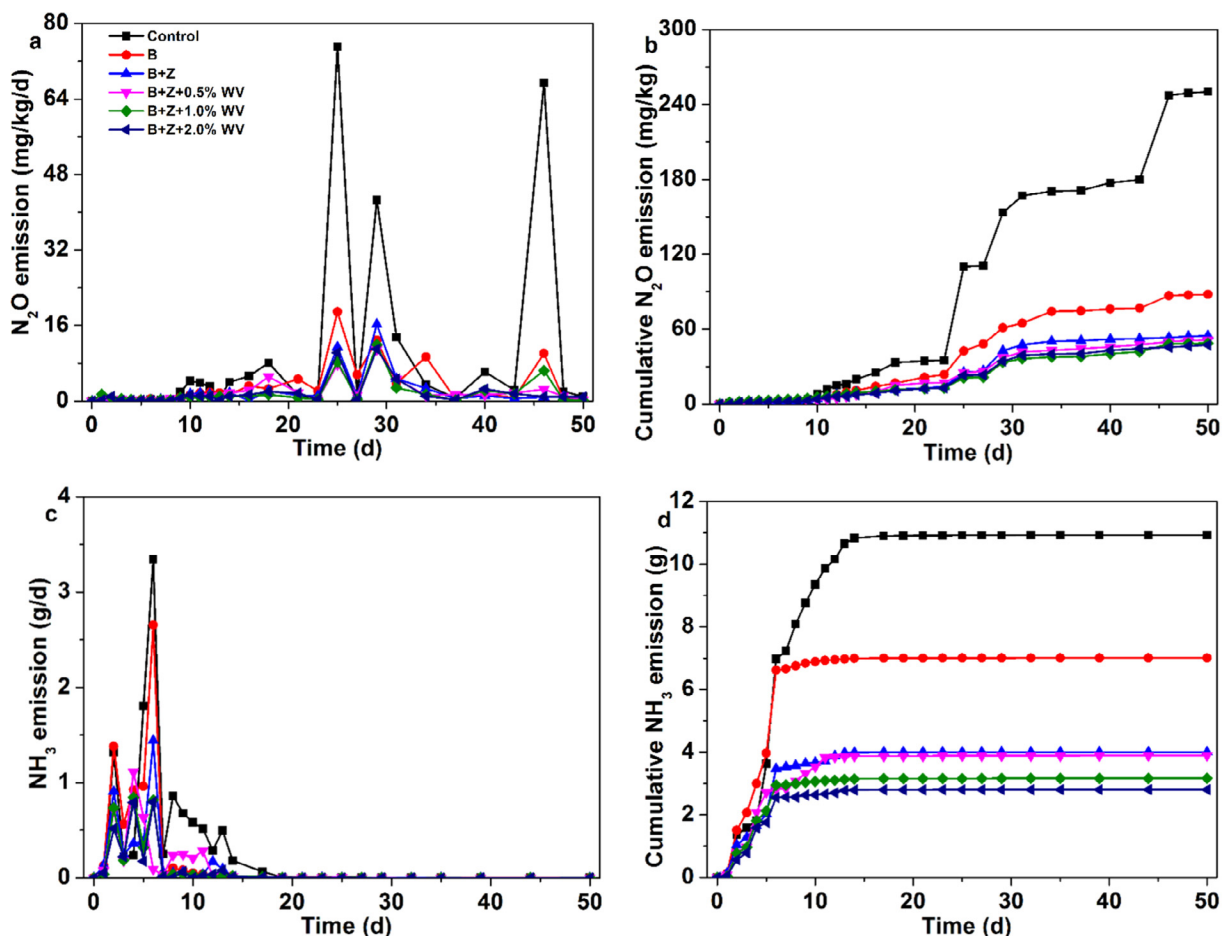 a
Control
B
B+Z
B+Z+0.5% WV
B+Z+1.0% WV
B+Z+2.0% WV
80
64
48
32
16
0
N₂O emission (mg/kg/d)
0 10 20 30 40 50
Time (d)
b
300
240
180
120
60
0
Cumulative N₂O emission (mg/kg)
0 10 20 30 40 50
Time (d)
c
4
3
2
1
0
NH₃ emission (g/d)
0 10 20 30 40 50 60
Time (d)
d
12
10
8
6
4
2
0
Cumulative NH₃ emission (g)
0 10 20 30 40 50
Time (d)